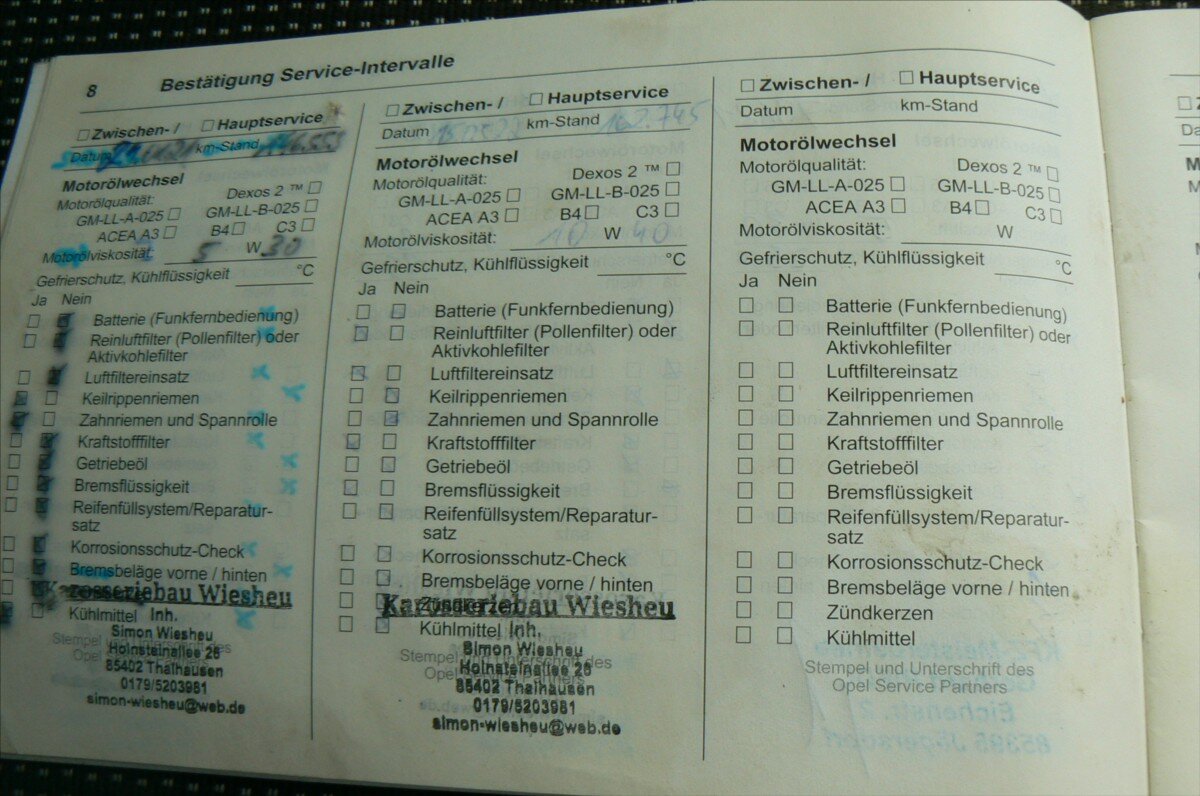 8 Bestätigung Service-Intervalle
☐ Zwischen- / ☐ Hauptservice
Datum km-Stand
Motorölwechsel
Motorölqualität: Dexos 2 ™ ☐
GM-LL-A-025 ☐ GM-LL-B-025 ☐
ACEA A3 ☐ B4 ☐ C3 ☐
Motorölviskosität: 5 W 30
Gefrierschutz, Kühlflüssigkeit °C
Ja Nein
Batterie (Funkfernbedienung)
Reinluftfilter (Pollenfilter) oder
Aktivkohlefilter
Luftfiltereinsatz
Keilrippenriemen
Zahnriemen und Spannrolle
Kraftstofffilter
Getriebeöl
Bremsflüssigkeit
Reifenfüllsystem/Reparatur-
satz
Korrosionsschutz-Check
Bremsbeläge vorne / hinten
Karosseriebau Wiesheu
Kühlmittel Inh.
Simon Wiesheu
Holnsteinallee 26
85402 Thalhausen
0179/5203981
simon-wiesheu@web.de
☐ Zwischen- / ☐ Hauptservice
Datum km-Stand 162.745
Motorölwechsel
Motorölqualität: Dexos 2 ™ ☐
GM-LL-A-025 ☐ GM-LL-B-025 ☐
ACEA A3 ☐ B4 ☐ C3 ☐
Motorölviskosität: 10 W 40
Gefrierschutz, Kühlflüssigkeit °C
Ja Nein
Batterie (Funkfernbedienung)
Reinluftfilter (Pollenfilter) oder
Aktivkohlefilter
Luftfiltereinsatz
Keilrippenriemen
Zahnriemen und Spannrolle
Kraftstofffilter
Getriebeöl
Bremsflüssigkeit
Reifenfüllsystem/Reparatur-
satz
Korrosionsschutz-Check
Bremsbeläge vorne / hinten
Zündkerzen
Karosseriebau Wiesheu
Kühlmittel Inh.
Simon Wiesheu
Stempel und Unterschrift des
Holnsteinallee 26
Opel Service Partners
85402 Thalhausen
0179/5203981
simon-wiesheu@web.de
☐ Zwischen- / ☐ Hauptservice
Datum km-Stand
Motorölwechsel
Motorölqualität: Dexos 2 ™ ☐
GM-LL-A-025 ☐ GM-LL-B-025 ☐
ACEA A3 ☐ B4 ☐ C3 ☐
Motorölviskosität: W
Gefrierschutz, Kühlflüssigkeit °C
Ja Nein
☐ ☐ Batterie (Funkfernbedienung)
☐ ☐ Reinluftfilter (Pollenfilter) oder
Aktivkohlefilter
☐ ☐ Luftfiltereinsatz
☐ ☐ Keilrippenriemen
☐ ☐ Zahnriemen und Spannrolle
☐ ☐ Kraftstofffilter
☐ ☐ Getriebeöl
☐ ☐ Bremsflüssigkeit
☐ ☐ Reifenfüllsystem/Reparatur-
satz
☐ ☐ Korrosionsschutz-Check
☐ ☐ Bremsbeläge vorne / hinten
☐ ☐ Zündkerzen
☐ ☐ Kühlmittel
Stempel und Unterschrift des
Opel Service Partners